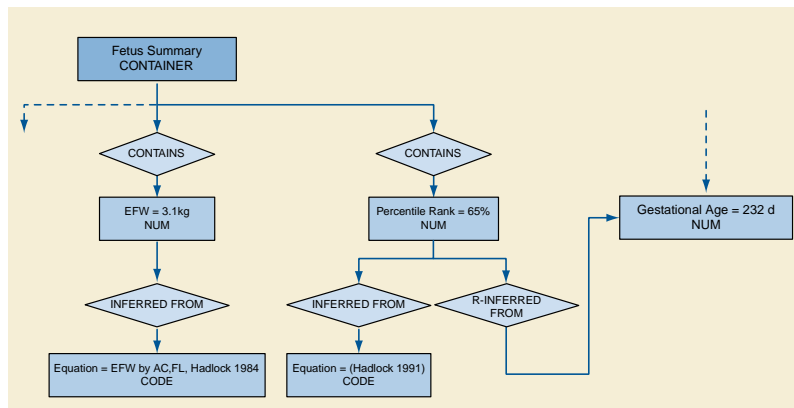 Fetus Summary
CONTAINER
CONTAINS
CONTAINS
EFW = 3.1kg
NUM
Percentile Rank = 65%
NUM
Gestational Age = 232 d
NUM
INFERRED FROM
INFERRED FROM
R-INFERRED
FROM
Equation = EFW by AC,FL, Hadlock 1984
CODE
Equation = (Hadlock 1991)
CODE